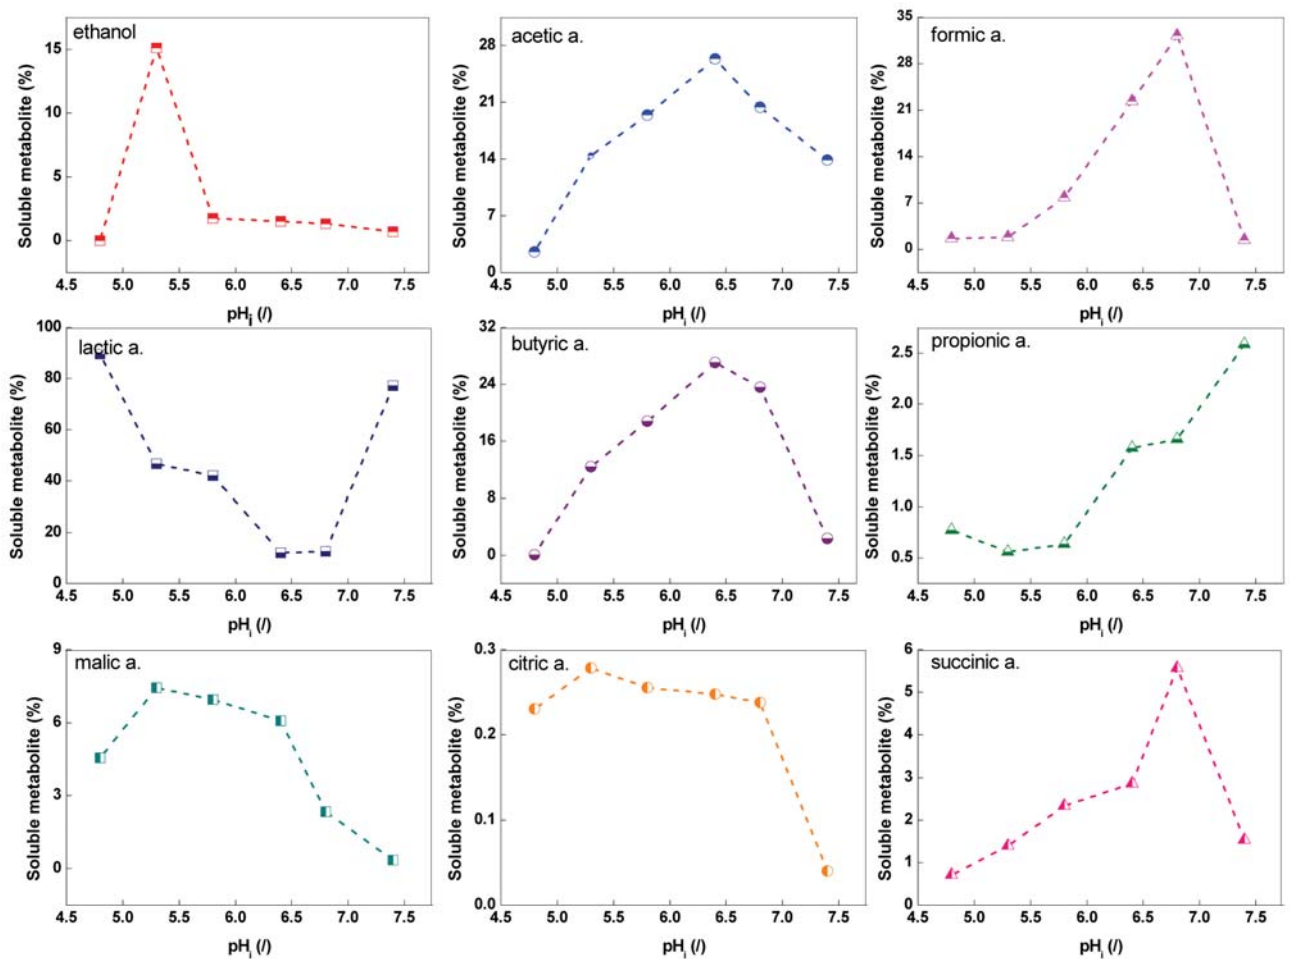 ethanol
Soluble metabolite (%)
15
10
5
0
4.5 5.0 5.5 6.0 6.5 7.0 7.5
pHi (/)
acetic a.
Soluble metabolite (%)
28
21
14
7
0
4.5 5.0 5.5 6.0 6.5 7.0 7.5
pHi (/)
formic a.
Soluble metabolite (%)
35
28
21
14
7
0
4.5 5.0 5.5 6.0 6.5 7.0 7.5
pHi (/)
lactic a.
Soluble metabolite (%)
100
80
60
40
20
0
4.5 5.0 5.5 6.0 6.5 7.0 7.5
pHi (/)
butyric a.
Soluble metabolite (%)
32
24
16
8
0
4.5 5.0 5.5 6.0 6.5 7.0 7.5
pHi (/)
propionic a.
Soluble metabolite (%)
2.5
2.0
1.5
1.0
0.5
4.5 5.0 5.5 6.0 6.5 7.0 7.5
pHi (/)
malic a.
Soluble metabolite (%)
9
6
3
0
4.5 5.0 5.5 6.0 6.5 7.0 7.5
pHi (/)
citric a.
Soluble metabolite (%)
0.3
0.2
0.1
0.0
4.5 5.0 5.5 6.0 6.5 7.0 7.5
pHi (/)
succinic a.
Soluble metabolite (%)
6
5
4
3
2
1
0
4.5 5.0 5.5 6.0 6.5 7.0 7.5
pHi (/)